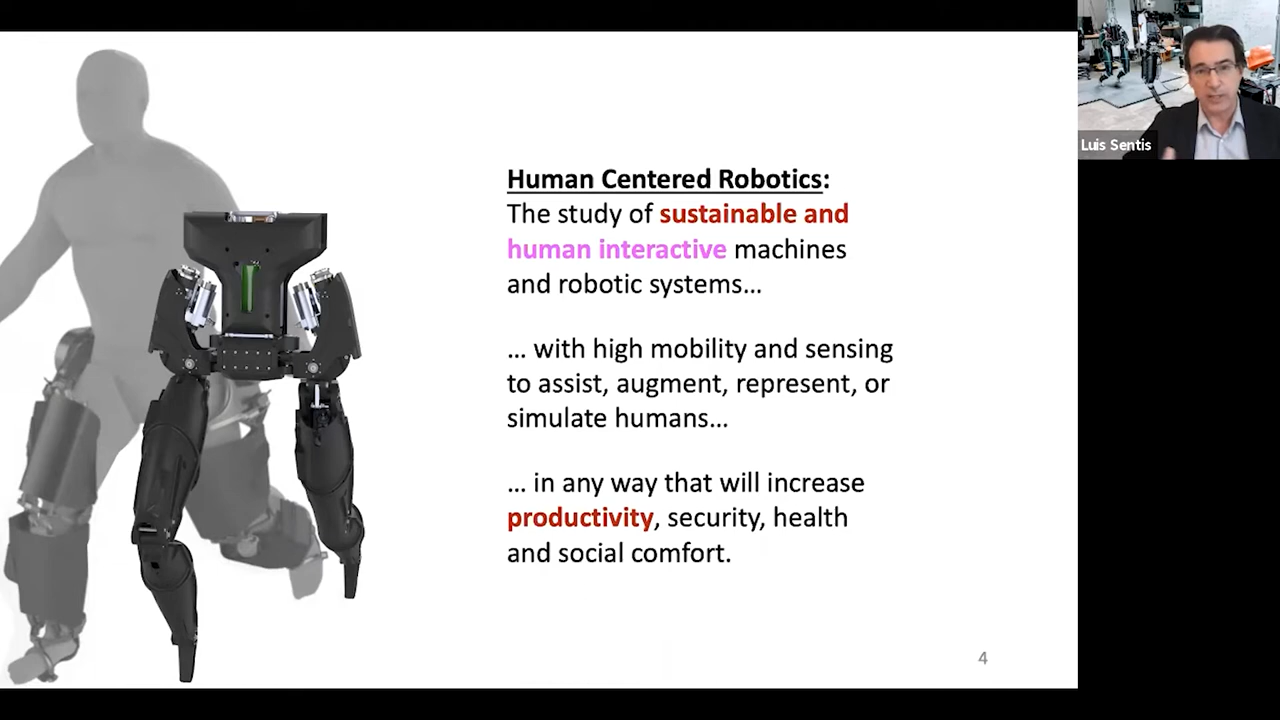 Human Centered Robotics:
The study of sustainable and
human interactive machines
and robotic systems...
... with high mobility and sensing
to assist, augment, represent, or
simulate humans...
... in any way that will increase
productivity, security, health
and social comfort.
4
Luis Sentis